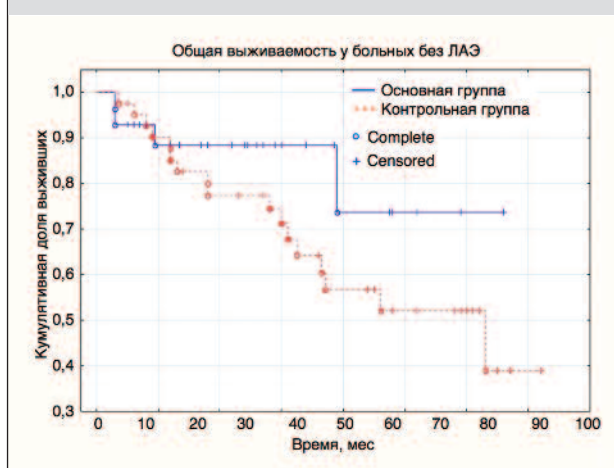 Общая выживаемость у больных без ЛАЭ
Основная группа
Контрольная группа
Complete
Censored
Кумулятивная доля выживших
1,0
0,9
0,8
0,7
0,6
0,5
0,4
0,3
0 10 20 30 40 50 60 70 80 90 100
Время, мес